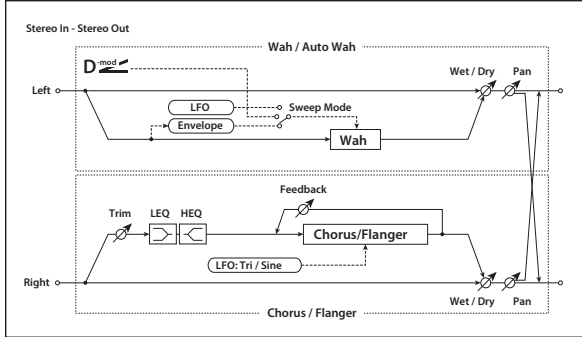 Stereo In - Stereo Out
Wah / Auto Wah
D-mod
Wet / Dry
Pan
Left
LFO
Sweep Mode
Envelope
Wah
Feedback
Trim
LEQ
HEQ
Chorus/Flanger
LFO: Tri / Sine
Right
Wet / Dry
Pan
Chorus / Flanger